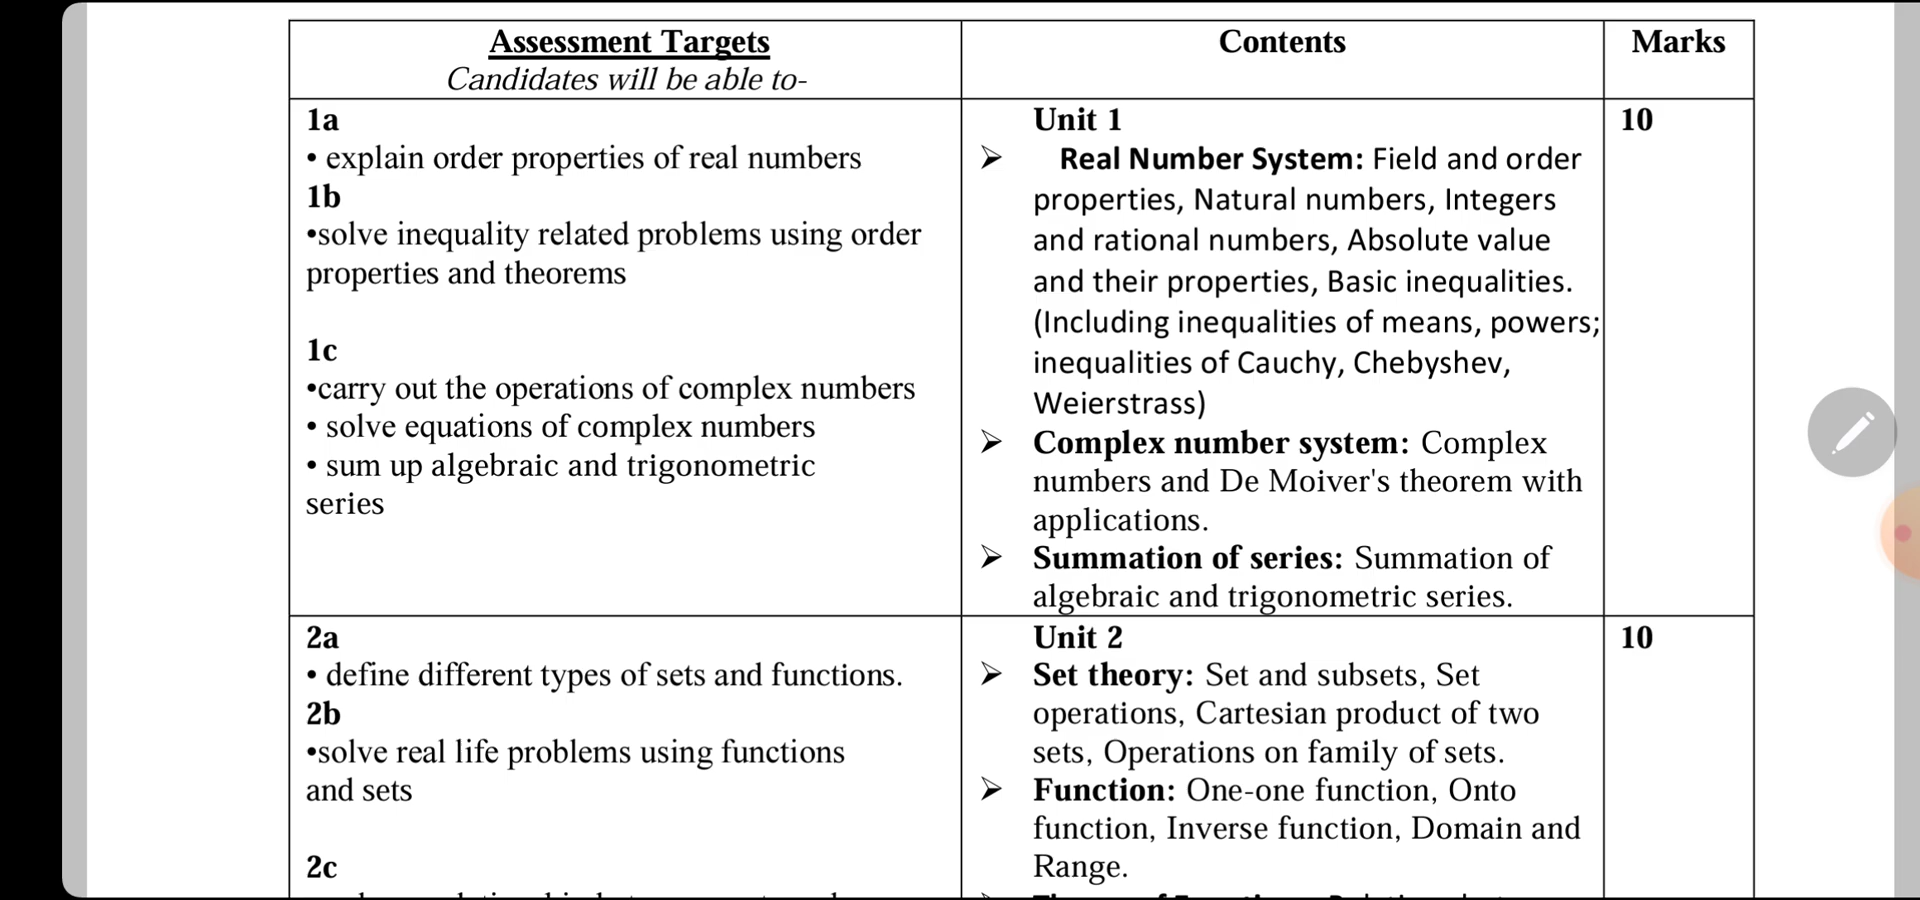 Assessment Targets
Candidates will be able to-
Contents
Marks
1a
• explain order properties of real numbers
1b
•solve inequality related problems using order
properties and theorems
1c
•carry out the operations of complex numbers
• solve equations of complex numbers
• sum up algebraic and trigonometric
series
Unit 1
➢ Real Number System: Field and order
properties, Natural numbers, Integers
and rational numbers, Absolute value
and their properties, Basic inequalities.
(Including inequalities of means, powers;
inequalities of Cauchy, Chebyshev,
Weierstrass)
➢ Complex number system: Complex
numbers and De Moiver's theorem with
applications.
➢ Summation of series: Summation of
algebraic and trigonometric series.
10
2a
• define different types of sets and functions.
2b
•solve real life problems using functions
and sets
2c
Unit 2
➢ Set theory: Set and subsets, Set
operations, Cartesian product of two
sets, Operations on family of sets.
➢ Function: One-one function, Onto
function, Inverse function, Domain and
Range.
10